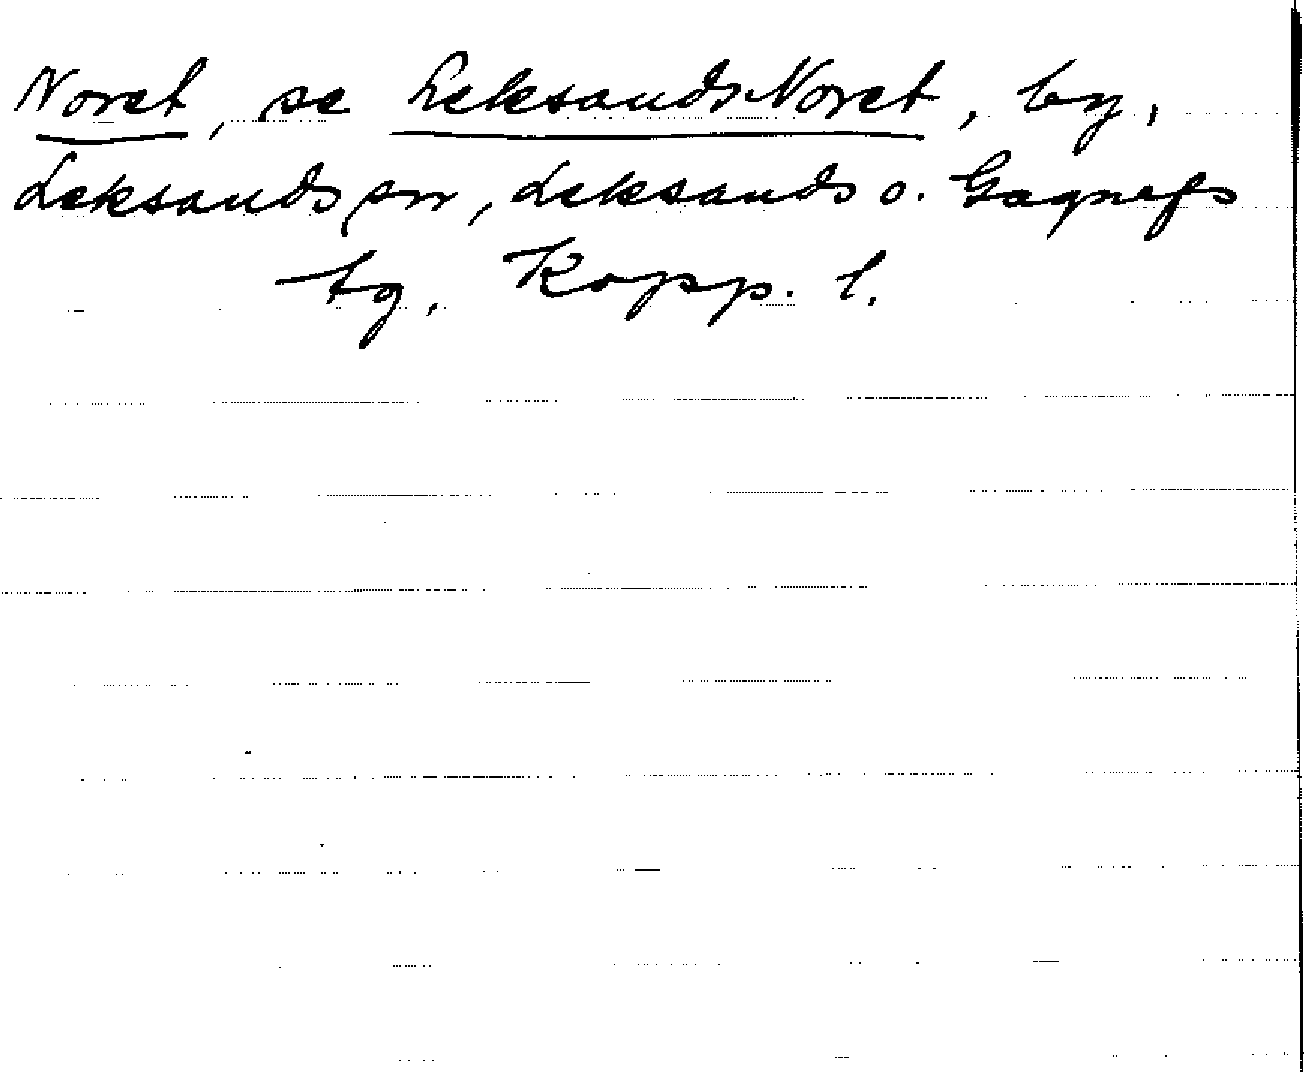 Noret, se Leksands-Noret, by,
Leksands sn, Leksands o. Gagnefs
tg, Kopp. l.